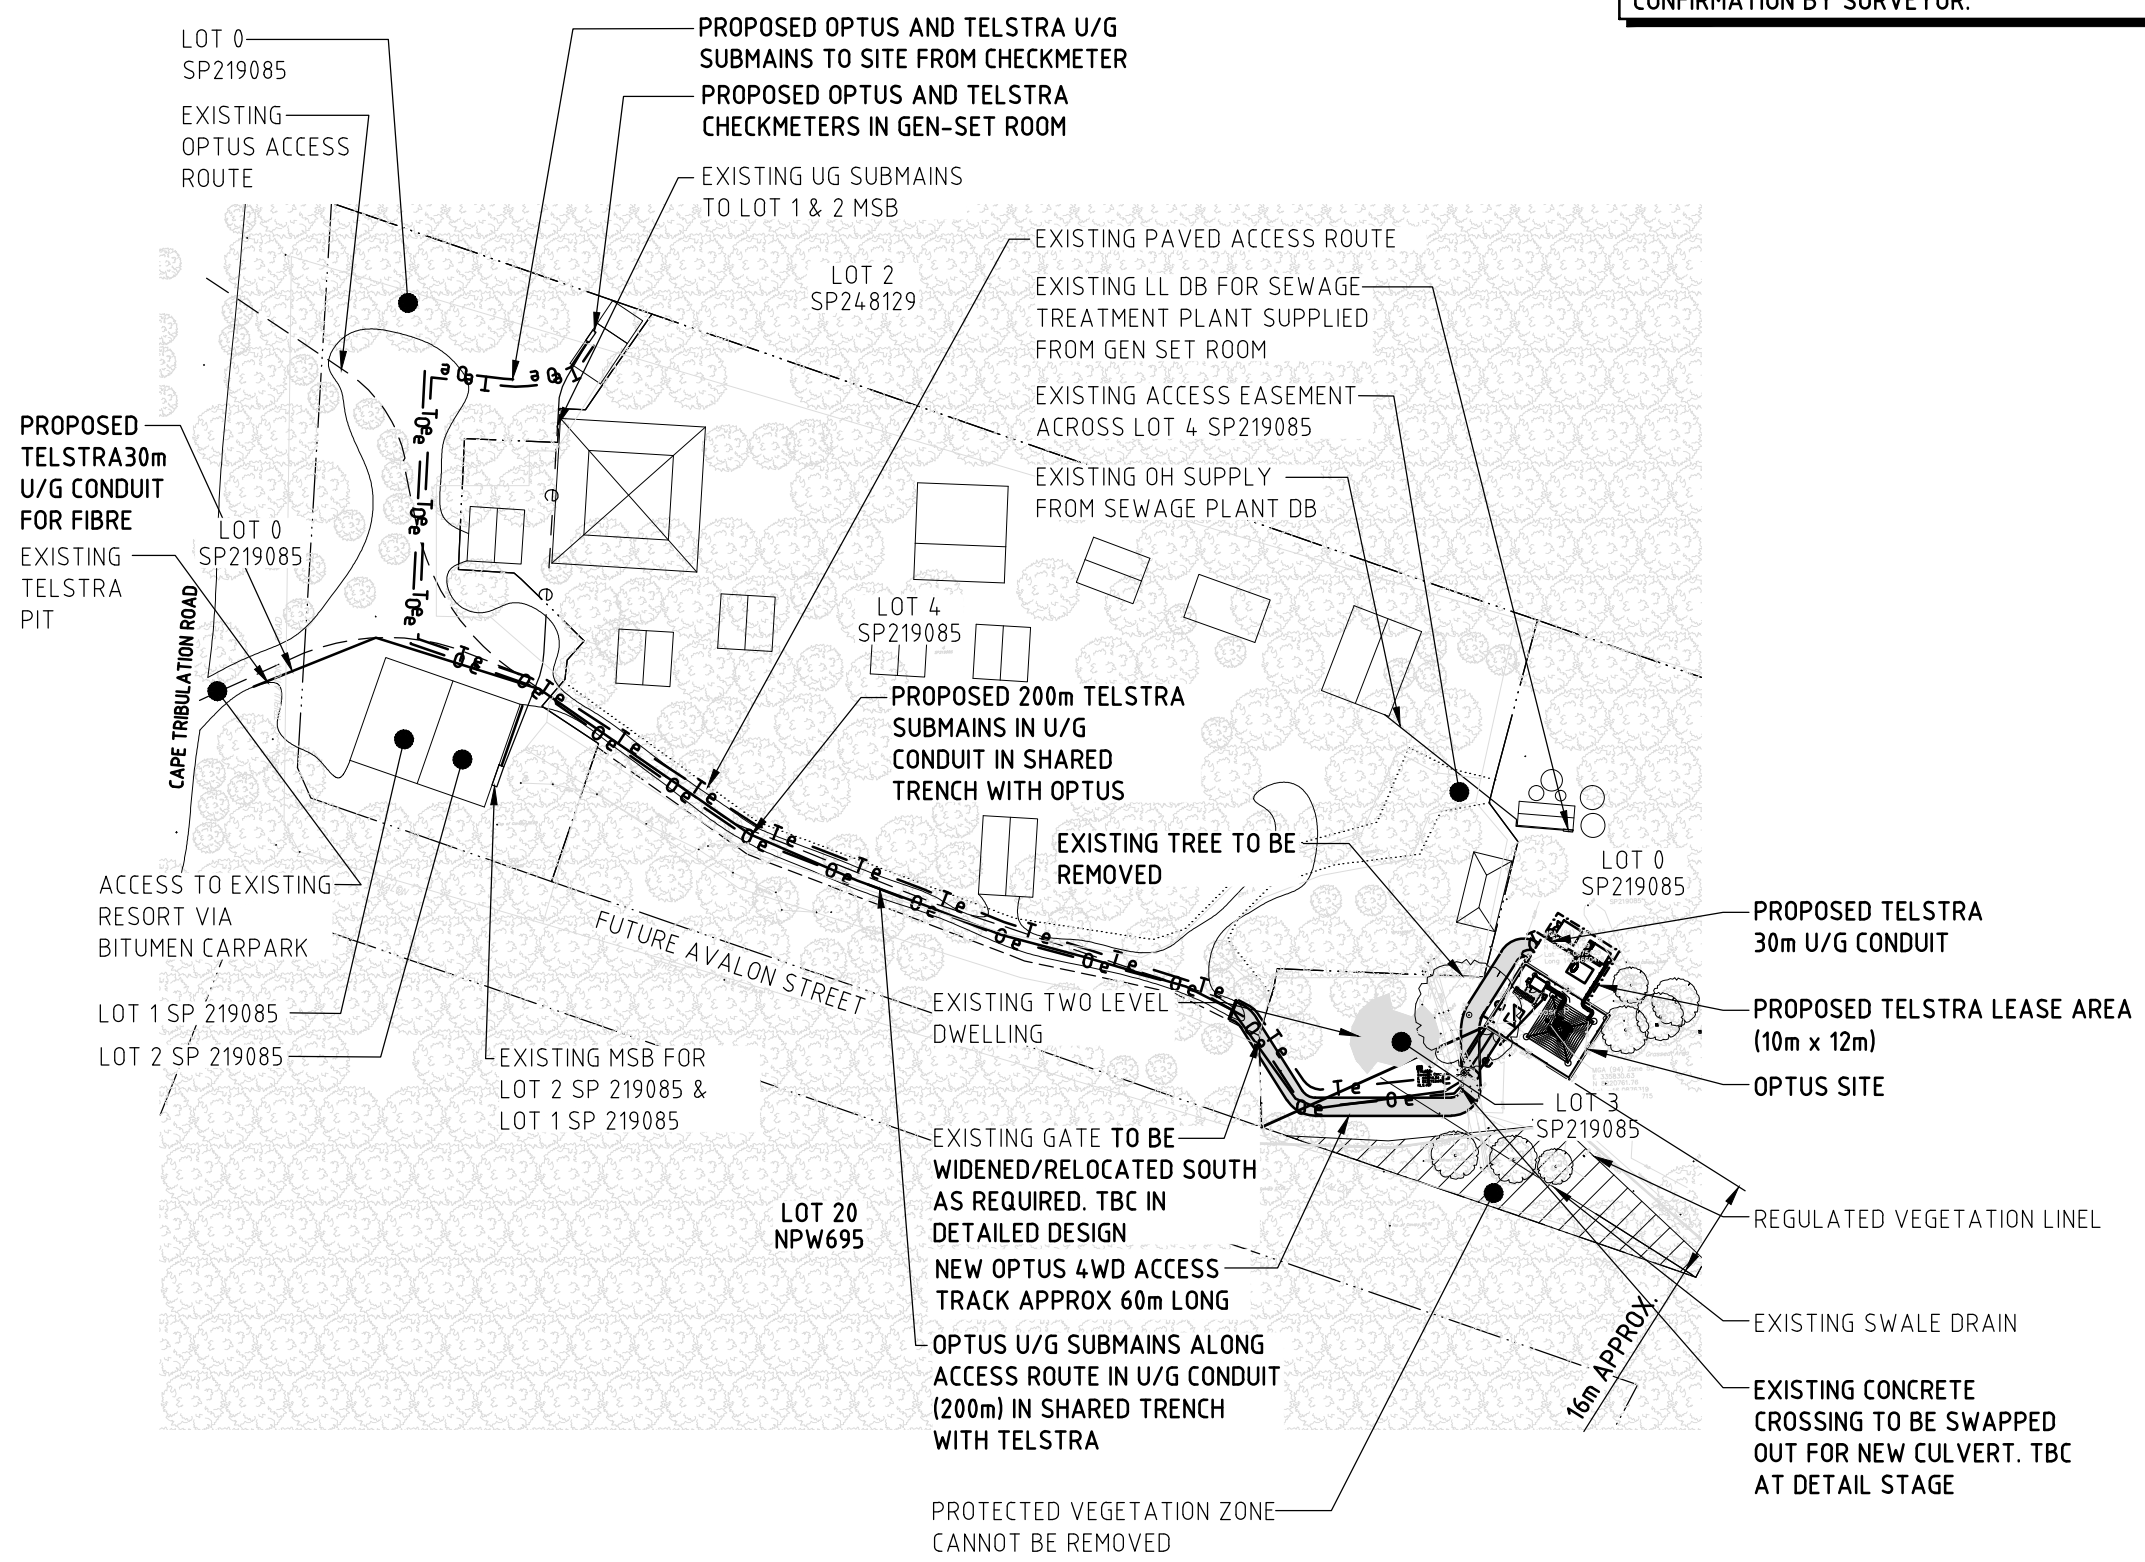 CONFIRMATION BY SURVEYOR.
LOT 0
SP219085
EXISTING
OPTUS ACCESS
ROUTE
PROPOSED OPTUS AND TELSTRA U/G
SUBMAINS TO SITE FROM CHECKMETER
PROPOSED OPTUS AND TELSTRA
CHECKMETERS IN GEN-SET ROOM
EXISTING UG SUBMAINS
TO LOT 1 & 2 MSB
LOT 2
SP248129
EXISTING PAVED ACCESS ROUTE
EXISTING LL DB FOR SEWAGE
TREATMENT PLANT SUPPLIED
FROM GEN SET ROOM
EXISTING ACCESS EASEMENT
ACROSS LOT 4 SP219085
EXISTING OH SUPPLY
FROM SEWAGE PLANT DB
PROPOSED
TELSTRA30m
U/G CONDUIT
FOR FIBRE
LOT 0
SP219085
EXISTING
TELSTRA
PIT
CAPE TRIBULATION ROAD
LOT 4
SP219085
PROPOSED 200m TELSTRA
SUBMAINS IN U/G
CONDUIT IN SHARED
TRENCH WITH OPTUS
EXISTING TREE TO BE
REMOVED
LOT 0
SP219085
ACCESS TO EXISTING
RESORT VIA
BITUMEN CARPARK
LOT 1 SP 219085
LOT 2 SP 219085
EXISTING MSB FOR
LOT 2 SP 219085 &
LOT 1 SP 219085
FUTURE AVALON STREET
EXISTING TWO LEVEL
DWELLING
PROPOSED TELSTRA
30m U/G CONDUIT
PROPOSED TELSTRA LEASE AREA
(10m x 12m)
OPTUS SITE
LOT 3
SP219085
EXISTING GATE TO BE
WIDENED/RELOCATED SOUTH
AS REQUIRED. TBC IN
DETAILED DESIGN
LOT 20
NPW695
NEW OPTUS 4WD ACCESS
TRACK APPROX 60m LONG
OPTUS U/G SUBMAINS ALONG
ACCESS ROUTE IN U/G CONDUIT
(200m) IN SHARED TRENCH
WITH TELSTRA
REGULATED VEGETATION LINEL
EXISTING SWALE DRAIN
16m APPROX.
EXISTING CONCRETE
CROSSING TO BE SWAPPED
OUT FOR NEW CULVERT. TBC
AT DETAIL STAGE
PROTECTED VEGETATION ZONE
CANNOT BE REMOVED